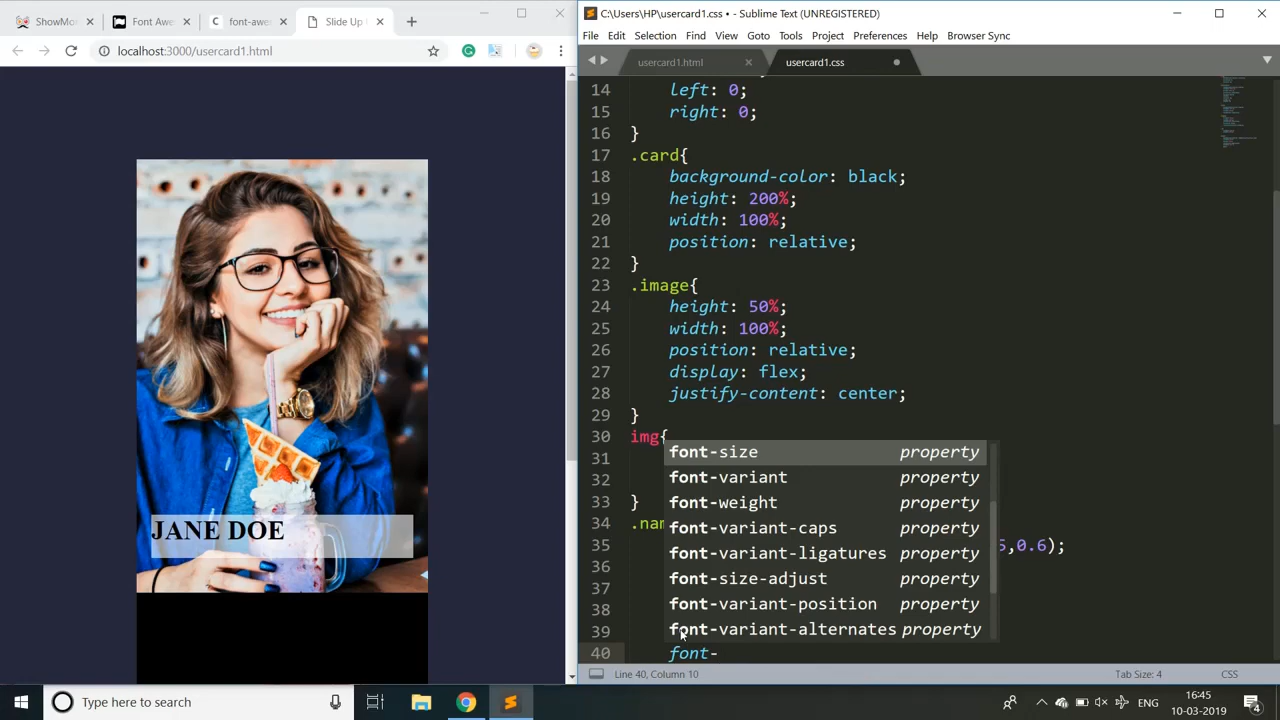 ShowMo
Font Awe
font-awe
Slide Up
localhost:3000/usercard1.html
JANE DOE
C:\Users\HP\usercard1.css • - Sublime Text (UNREGISTERED)
File Edit Selection Find View Goto Tools Project Preferences Help Browser Sync
usercard1.html
usercard1.css
14 left: 0;
15 right: 0;
16 }
17 .card{
18 background-color: black;
19 height: 200%;
20 width: 100%;
21 position: relative;
22 }
23 .image{
24 height: 50%;
25 width: 100%;
26 position: relative;
27 display: flex;
28 justify-content: center;
29 }
30 img{
31
32
33 }
34 .nam
35 5,0.6);
36
37
38
39
40 font-
font-size property
font-variant property
font-weight property
font-variant-caps property
font-variant-ligatures property
font-size-adjust property
font-variant-position property
font-variant-alternates property
Line 40, Column 10
Tab Size: 4
CSS
Type here to search
ENG
16:45
10-03-2019
4